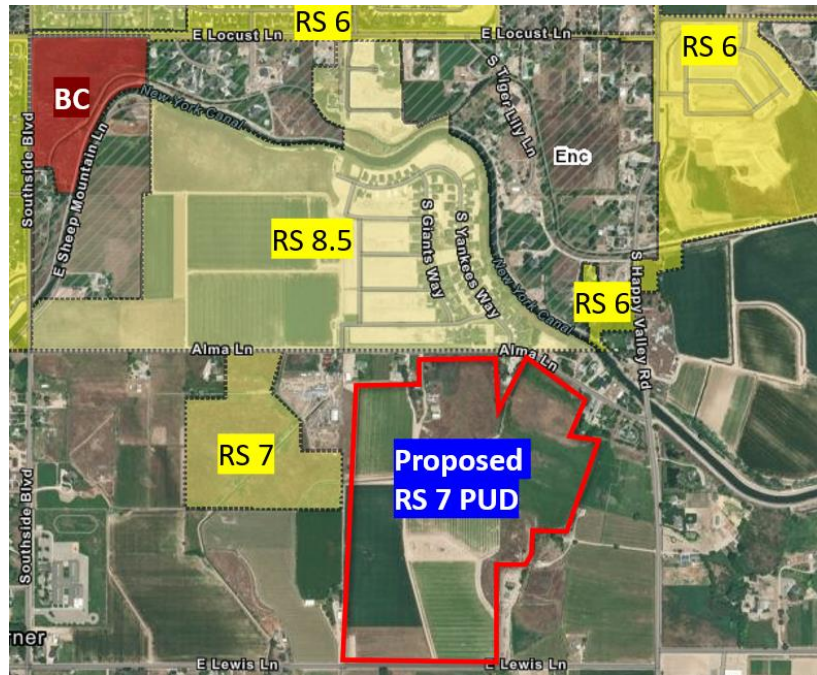 RS 6
E Locust Ln
E Locust Ln
RS 6
BC
New York Canal
S Tiger Lily Ln
Enc
Southside Blvd
E Sheep Mountain Ln
RS 8.5
S Giants Way
S Yankees Way
New York Canal
RS 6
S Happy Valley Rd
Alma Ln
Alma Ln
RS 7
Proposed
RS 7 PUD
Southside Blvd
rner
E Lewis Ln
E Lewis Ln